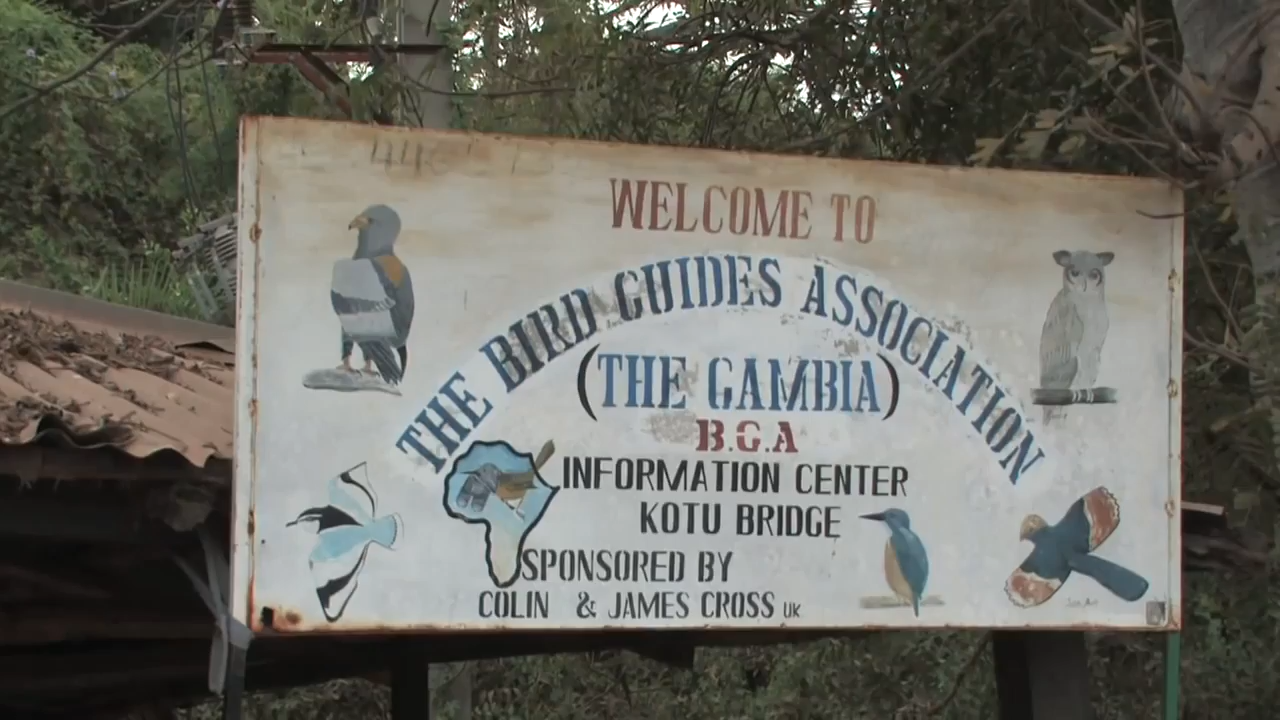 WELCOME TO
THE BIRD GUIDES ASSOCIATION
(THE GAMBIA)
B.G.A
INFORMATION CENTER
KOTU BRIDGE
SPONSORED BY
COLIN & JAMES CROSS UK